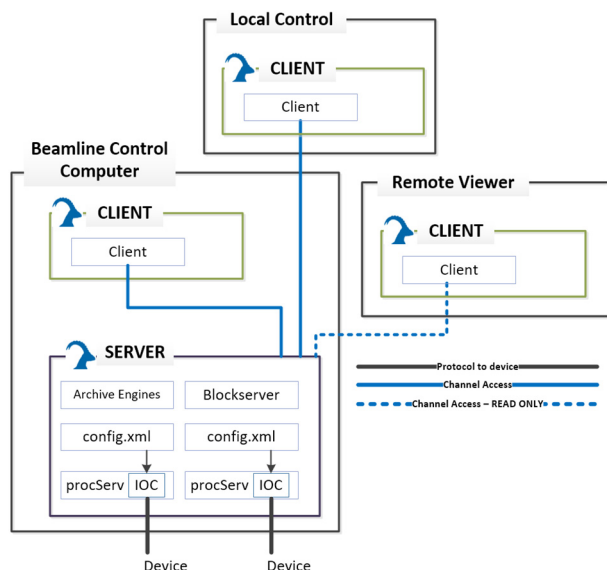 Local Control
CLIENT
Client
Beamline Control
Computer
CLIENT
Client
Remote Viewer
CLIENT
Client
SERVER
Archive Engines
Blockserver
config.xml
config.xml
procServ
IOC
procServ
IOC
Device
Device
Protocol to device
Channel Access
Channel Access – READ ONLY